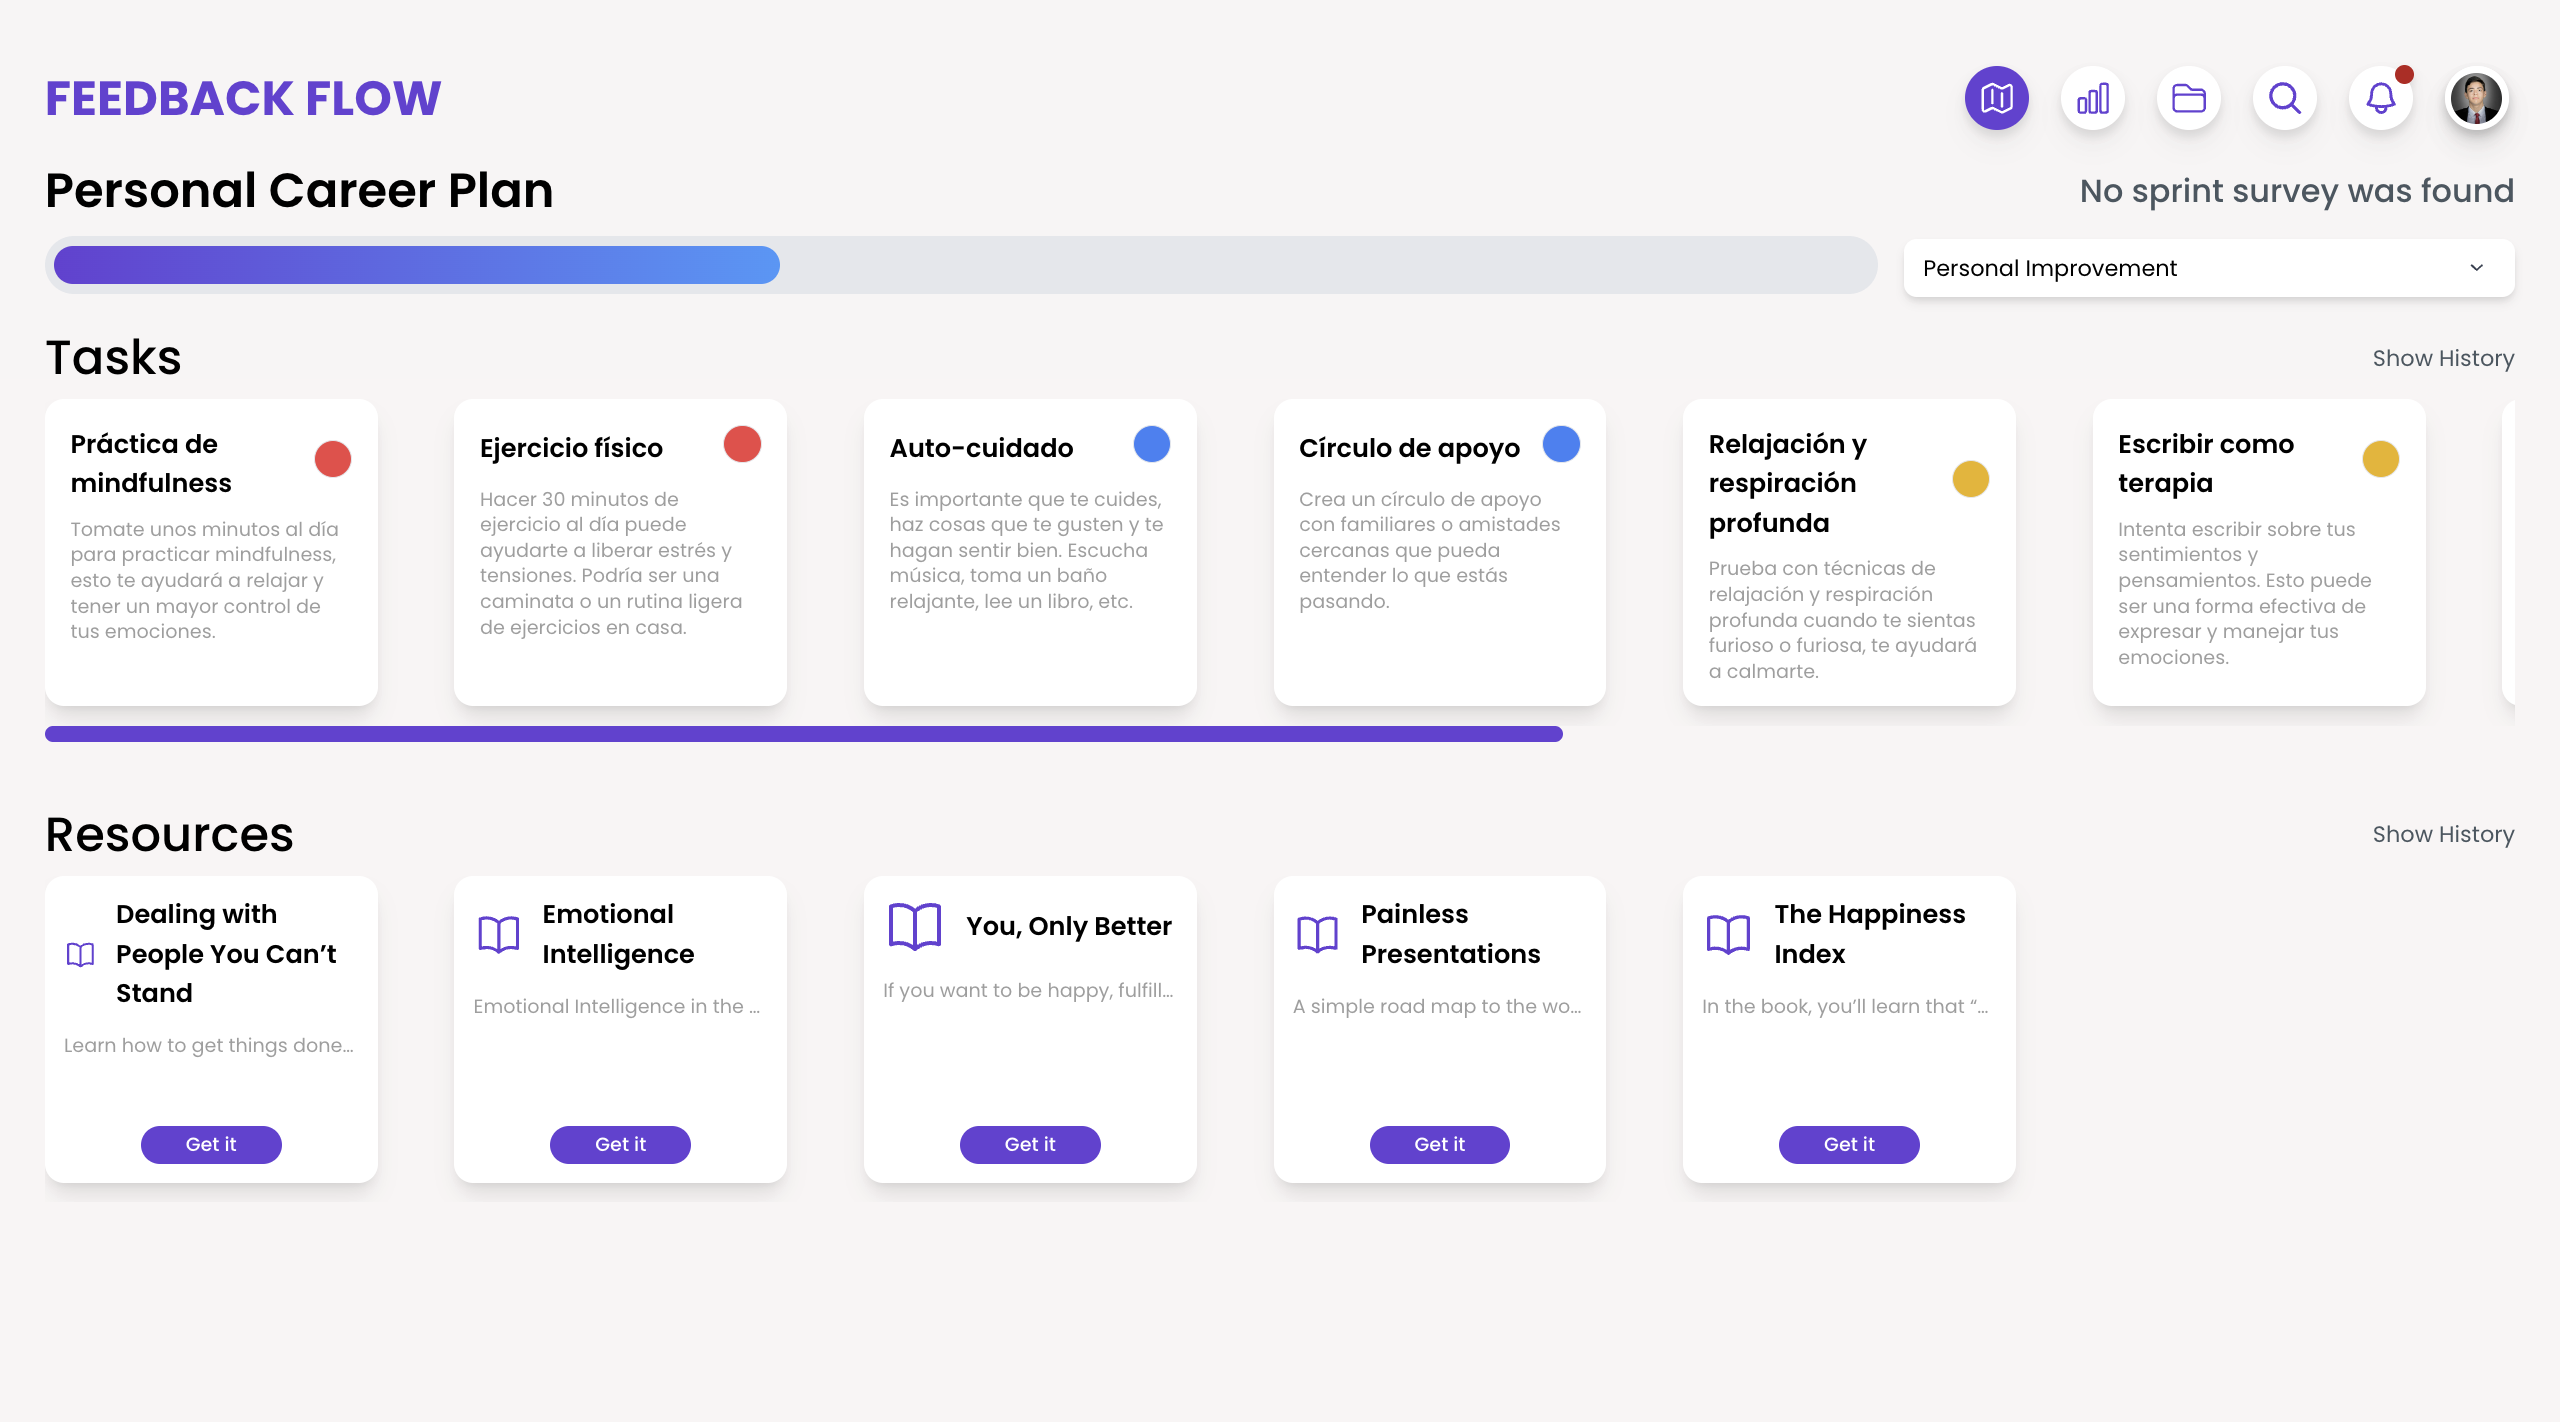 FEEDBACK FLOW
Personal Career Plan
No sprint survey was found
Personal Improvement
Tasks
Show History
Práctica de
mindfulness
Tomate unos minutos al día
para practicar mindfulness,
esto te ayudará a relajar y
tener un mayor control de
tus emociones.
Ejercicio físico
Hacer 30 minutos de
ejercicio al día puede
ayudarte a liberar estrés y
tensiones. Podría ser una
caminata o un rutina ligera
de ejercicios en casa.
Auto-cuidado
Es importante que te cuides,
haz cosas que te gusten y te
hagan sentir bien. Escucha
música, toma un baño
relajante, lee un libro, etc.
Círculo de apoyo
Crea un círculo de apoyo
con familiares o amistades
cercanas que pueda
entender lo que estás
pasando.
Relajación y
respiración
profunda
Prueba con técnicas de
relajación y respiración
profunda cuando te sientas
furioso o furiosa, te ayudará
a calmarte.
Escribir como
terapia
Intenta escribir sobre tus
sentimientos y
pensamientos. Esto puede
ser una forma efectiva de
expresar y manejar tus
emociones.
Resources
Show History
Dealing with
People You Can’t
Stand
Learn how to get things done...
Get it
Emotional
Intelligence
Emotional Intelligence in the ...
Get it
You, Only Better
If you want to be happy, fulfill...
Get it
Painless
Presentations
A simple road map to the wo...
Get it
The Happiness
Index
In the book, you’ll learn that “...
Get it